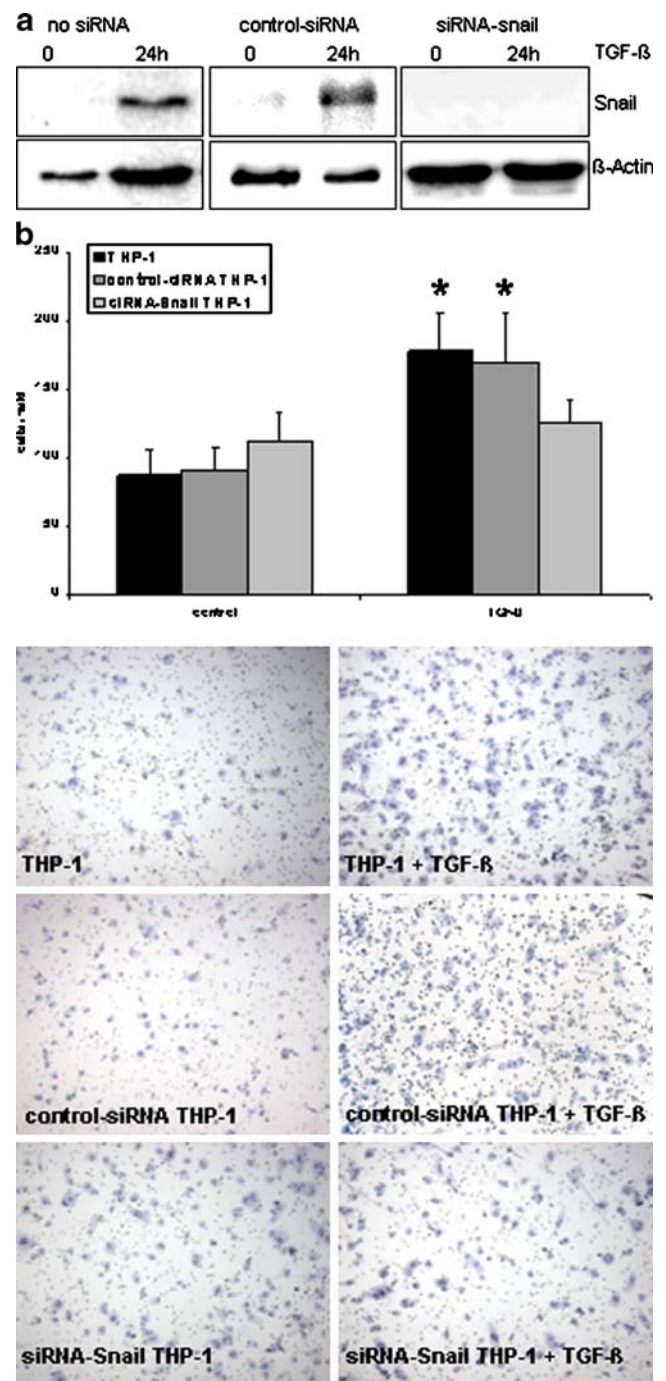 a no siRNA control-siRNA siRNA-snail
0 24h 0 24h 0 24h TGF-ß
Snail
ß-Actin
b
250
THP-1
control-siRNA THP-1
siRNA-Snail THP-1
200
* *
150
100
50
0
control TGF-ß
THP-1 THP-1 + TGF-ß
control-siRNA THP-1 control-siRNA THP-1 + TGF-ß
siRNA-Snail THP-1 siRNA-Snail THP-1 + TGF-ß